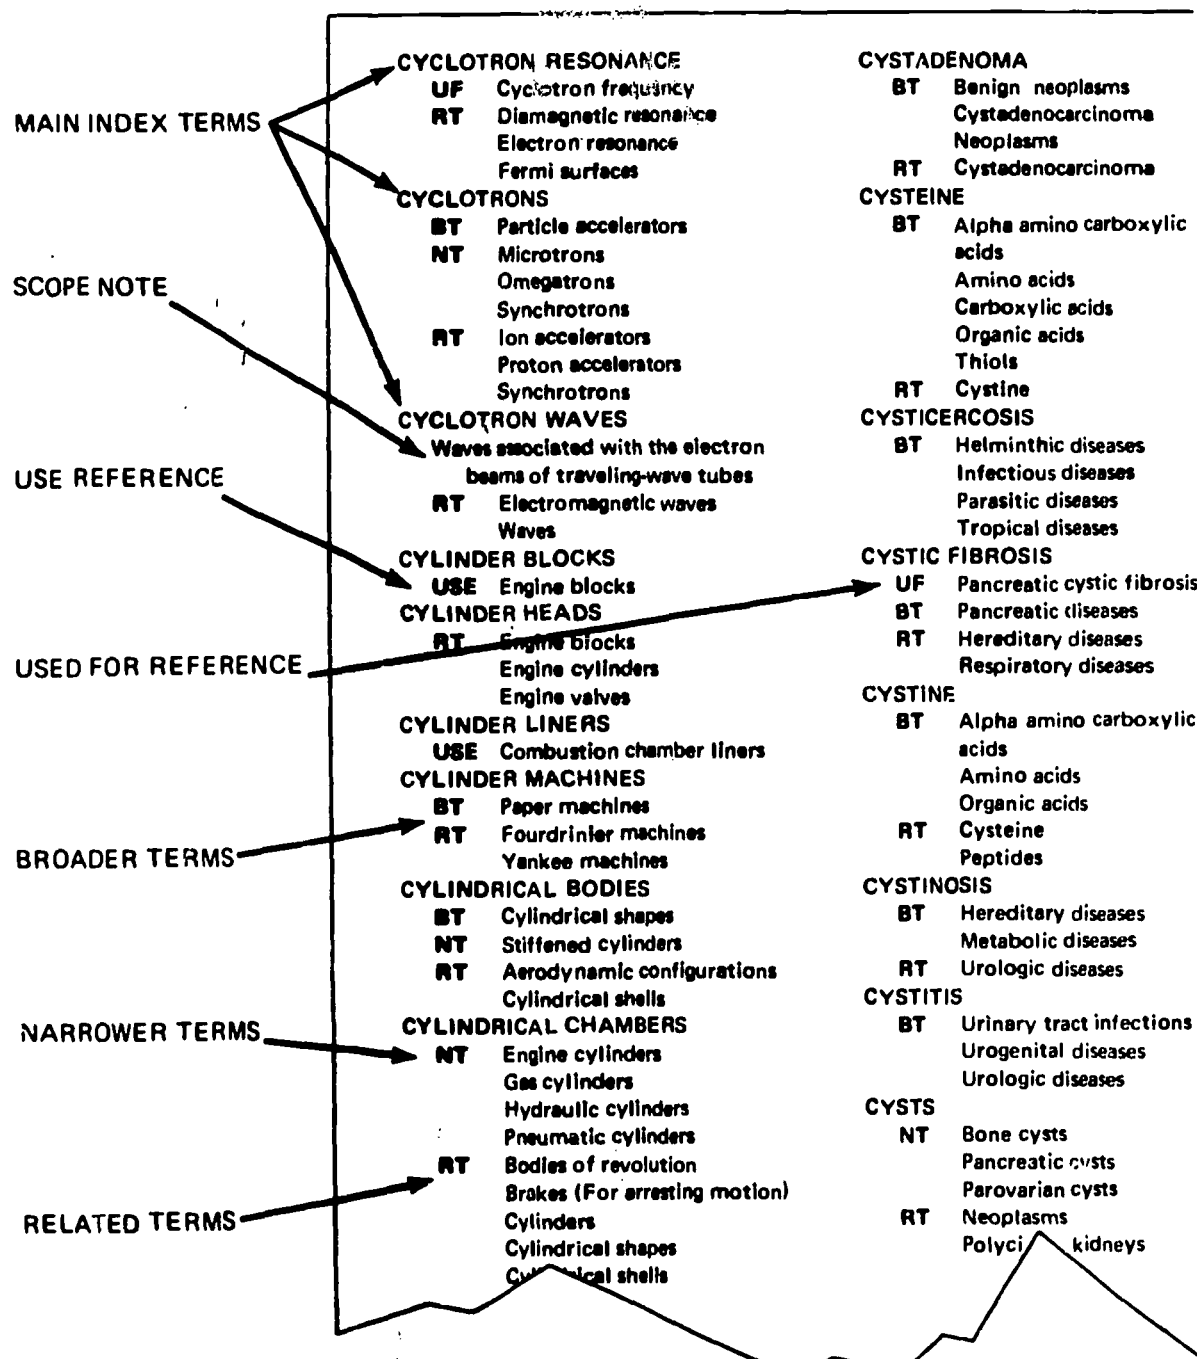 MAIN INDEX TERMS
SCOPE NOTE
USE REFERENCE
USED FOR REFERENCE
BROADER TERMS
NARROWER TERMS
RELATED TERMS
CYCLOTRON RESONANCE
UF Cyclotron frequency
RT Diamagnetic resonance
Electron resonance
Fermi surfaces
CYCLOTRONS
BT Particle accelerators
NT Microtrons
Omegatrons
Synchrotrons
RT Ion accelerators
Proton accelerators
Synchrotrons
CYCLOTRON WAVES
Waves associated with the electron
beams of traveling-wave tubes
RT Electromagnetic waves
Waves
CYLINDER BLOCKS
USE Engine blocks
CYLINDER HEADS
RT Engine blocks
Engine cylinders
Engine valves
CYLINDER LINERS
USE Combustion chamber liners
CYLINDER MACHINES
BT Paper machines
RT Fourdrinier machines
Yankee machines
CYLINDRICAL BODIES
BT Cylindrical shapes
NT Stiffened cylinders
RT Aerodynamic configurations
Cylindrical shells
CYLINDRICAL CHAMBERS
NT Engine cylinders
Gas cylinders
Hydraulic cylinders
Pneumatic cylinders
RT Bodies of revolution
Brakes (For arresting motion)
Cylinders
Cylindrical shapes
Cylindrical shells
CYSTADENOMA
BT Benign neoplasms
Cystadenocarcinoma
Neoplasms
RT Cystadenocarcinoma
CYSTEINE
BT Alpha amino carboxylic
acids
Amino acids
Carboxylic acids
Organic acids
Thiols
RT Cystine
CYSTICERCOSIS
BT Helminthic diseases
Infectious diseases
Parasitic diseases
Tropical diseases
CYSTIC FIBROSIS
UF Pancreatic cystic fibrosis
BT Pancreatic diseases
RT Hereditary diseases
Respiratory diseases
CYSTINE
BT Alpha amino carboxylic
acids
Amino acids
Organic acids
RT Cysteine
Peptides
CYSTINOSIS
BT Hereditary diseases
Metabolic diseases
RT Urologic diseases
CYSTITIS
BT Urinary tract infections
Urogenital diseases
Urologic diseases
CYSTS
NT Bone cysts
Pancreatic cysts
Parovarian cysts
RT Neoplasms
kidneys